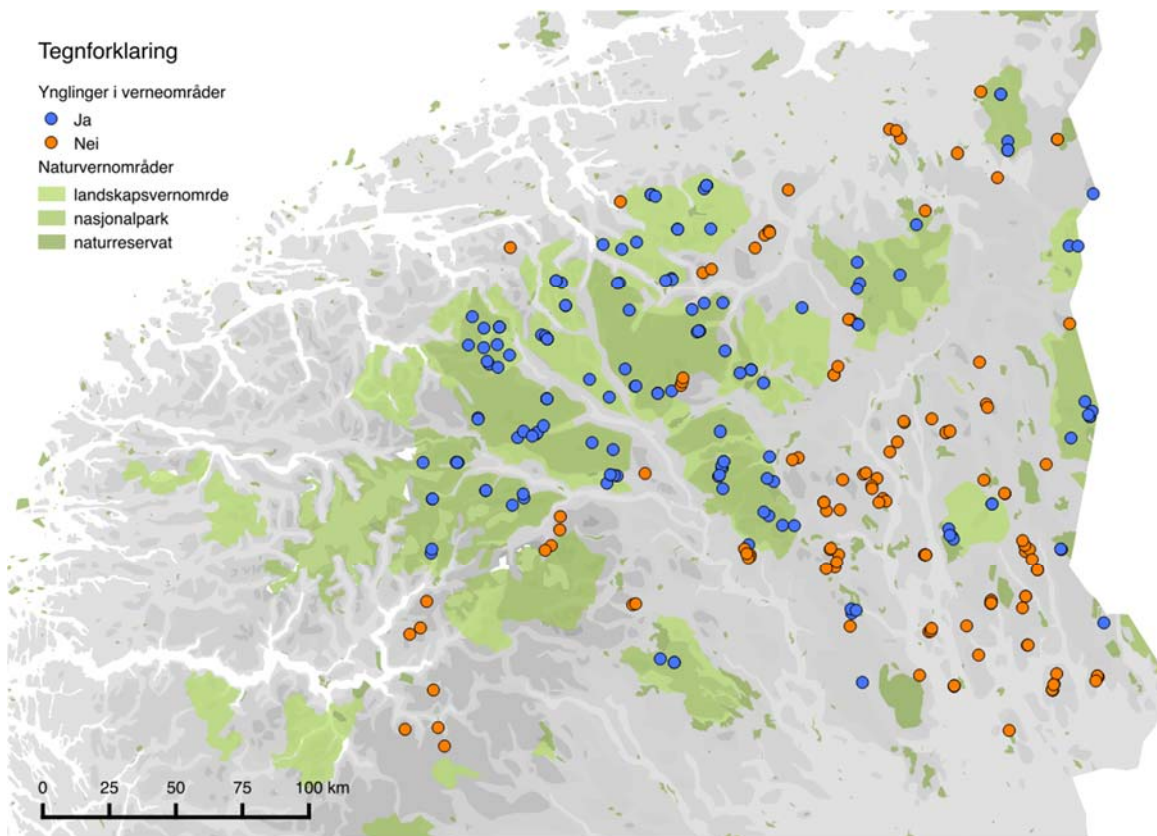 Tegnforklaring
Ynglinger i verneområder
Ja
Nei
Naturvernområder
landskapsvernomrde
nasjonalpark
naturreservat
0 25 50 75 100 km